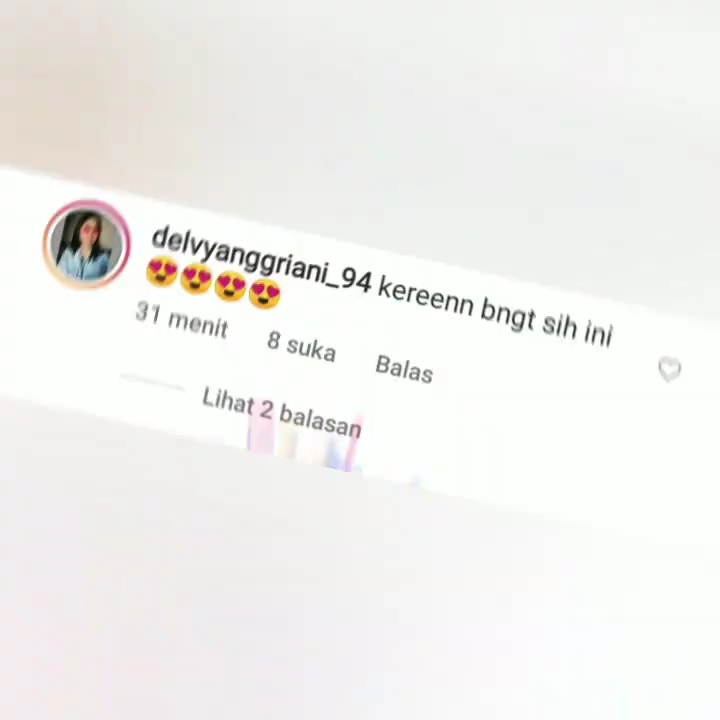 delvyanggriani_94 kereenn bngt sih ini
😍😍😍😍
31 menit 8 suka Balas
Lihat 2 balasan